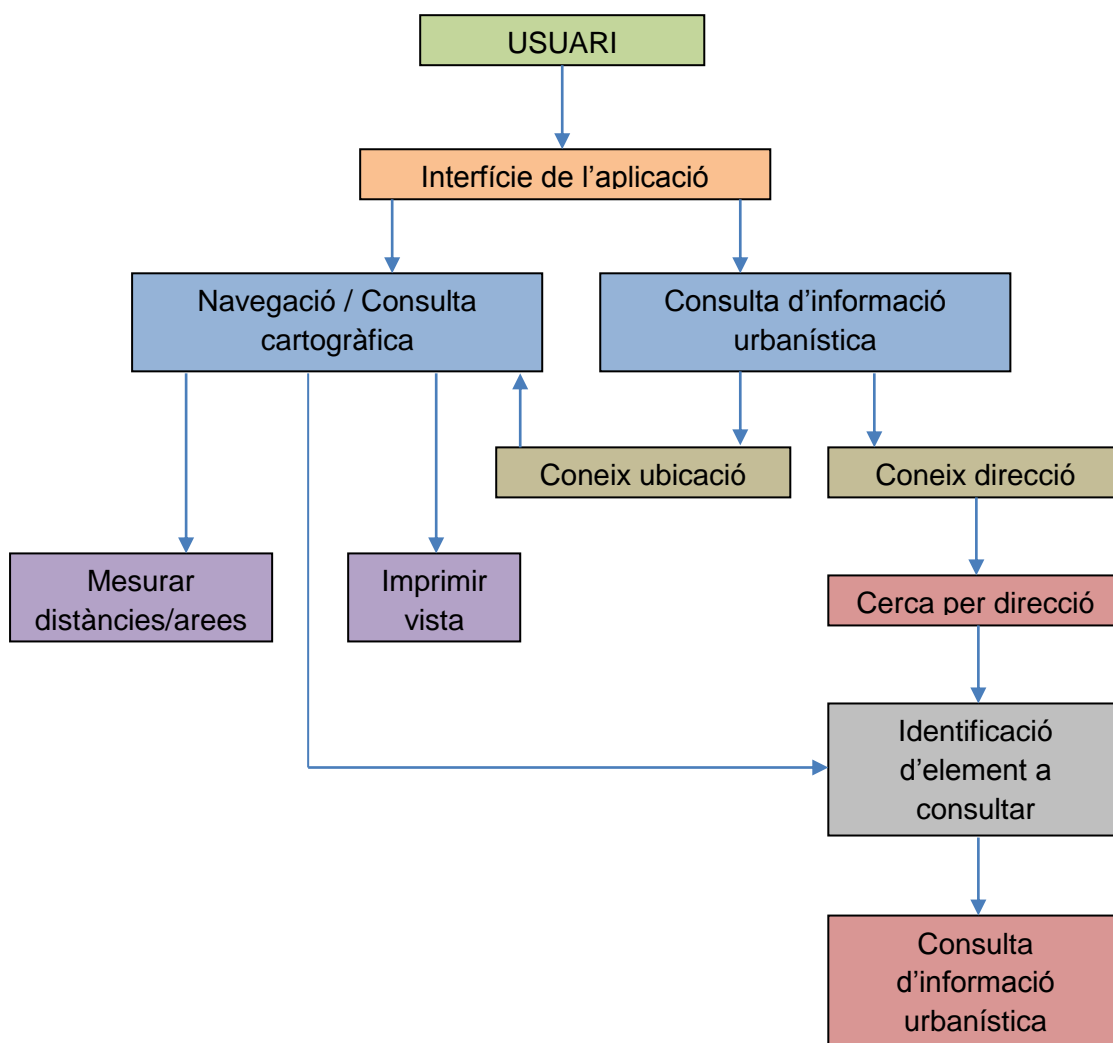 USUARI
Interfície de l’aplicació
Navegació / Consulta
cartogràfica
Consulta d’informació
urbanística
Coneix ubicació
Coneix direcció
Mesurar
distàncies/arees
Imprimir
vista
Cerca per direcció
Identificació
d’element a
consultar
Consulta
d’informació
urbanística